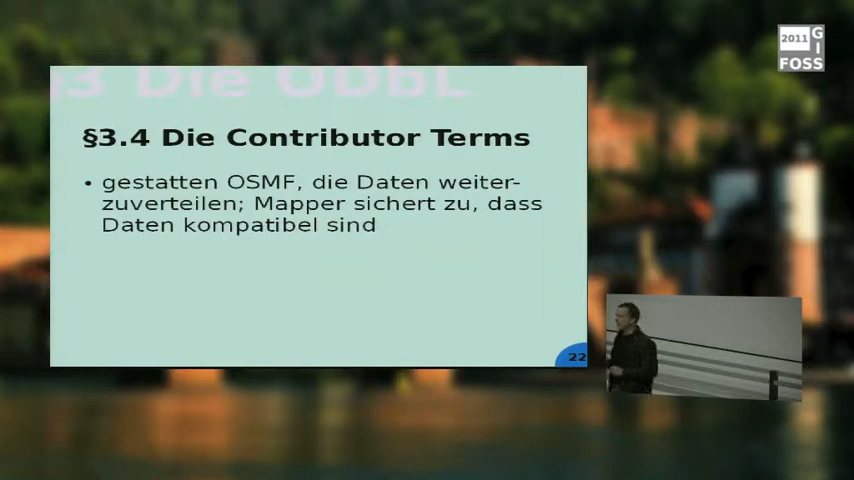 2011
G
I
FOSS
§3 Die ODbL
§3.4 Die Contributor Terms
• gestatten OSMF, die Daten weiter-
zuverteilen; Mapper sichert zu, dass
Daten kompatibel sind
22